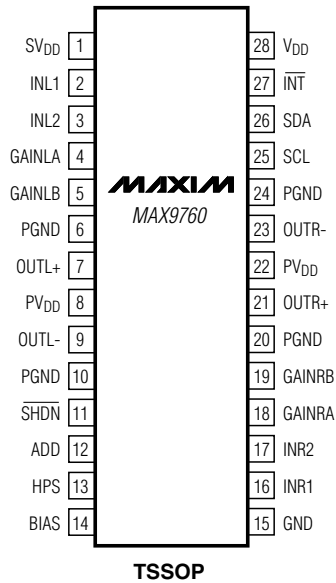 SVDD 1 28 VDD
INL1 2 27 INT
INL2 3 26 SDA
GAINLA 4 25 SCL
GAINLB 5 MAXIM 24 PGND
MAX9760
PGND 6 23 OUTR-
OUTL+ 7 22 PVDD
PVDD 8 21 OUTR+
OUTL- 9 20 PGND
PGND 10 19 GAINRB
SHDN 11 18 GAINRA
ADD 12 17 INR2
HPS 13 16 INR1
BIAS 14 15 GND
TSSOP